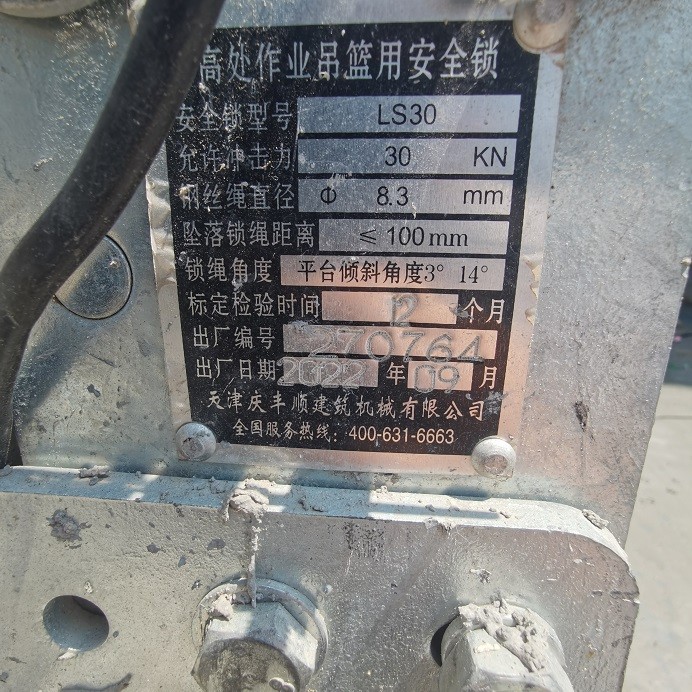 高处作业吊篮用安全锁
安全锁型号 LS30
允许冲击力 30 KN
钢丝绳直径 Φ 8.3 mm
坠落锁绳距离 ≤100mm
锁绳角度 平台倾斜角度3° 14°
标定检验时间 12 个月
出厂编号 270764
出厂日期 2022 年 09 月
天津庆丰顺建筑机械有限公司
全国服务热线：400-631-6663